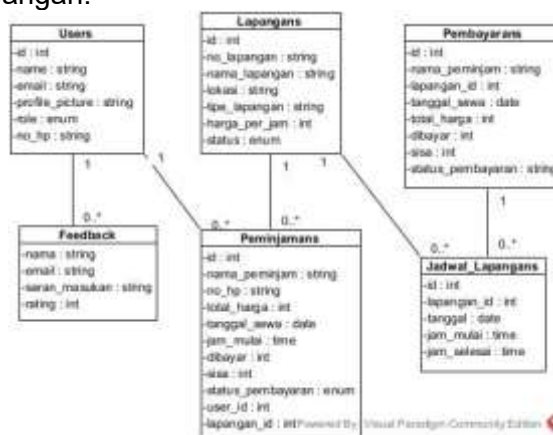 angan.
Users
-id : int
-name : string
-email : string
-profile_picture : string
-role : enum
-no_hp : string
Lapangans
-id : int
-no_lapangan : string
-nama_lapangan : string
-lokasi : string
-tipe_lapangan : string
-harga_per_jam : int
-status : enum
Pembayarans
-id : int
-nama_peminjam : string
-lapangan_id : int
-tanggal_sewa : date
-total_harga : int
-dibayar : int
-sisa : int
-status_pembayaran : string
1
1
1
1
1
0..*
0..*
0..*
0..*
0..*
Feedback
-nama : string
-email : string
-saran_masukan : string
-rating : int
Peminjamans
-id : int
-nama_peminjam : string
-no_hp : string
-total_harga : int
-tanggal_sewa : date
-jam_mulai : time
-dibayar : int
-sisa : int
-status_pembayaran : enum
-user_id : int
-lapangan_id : int
Jadwal_Lapangans
-id : int
-lapangan_id : int
-tanggal : date
-jam_mulai : time
-jam_selesai : time
Powered By Visual Paradigm Community Edition